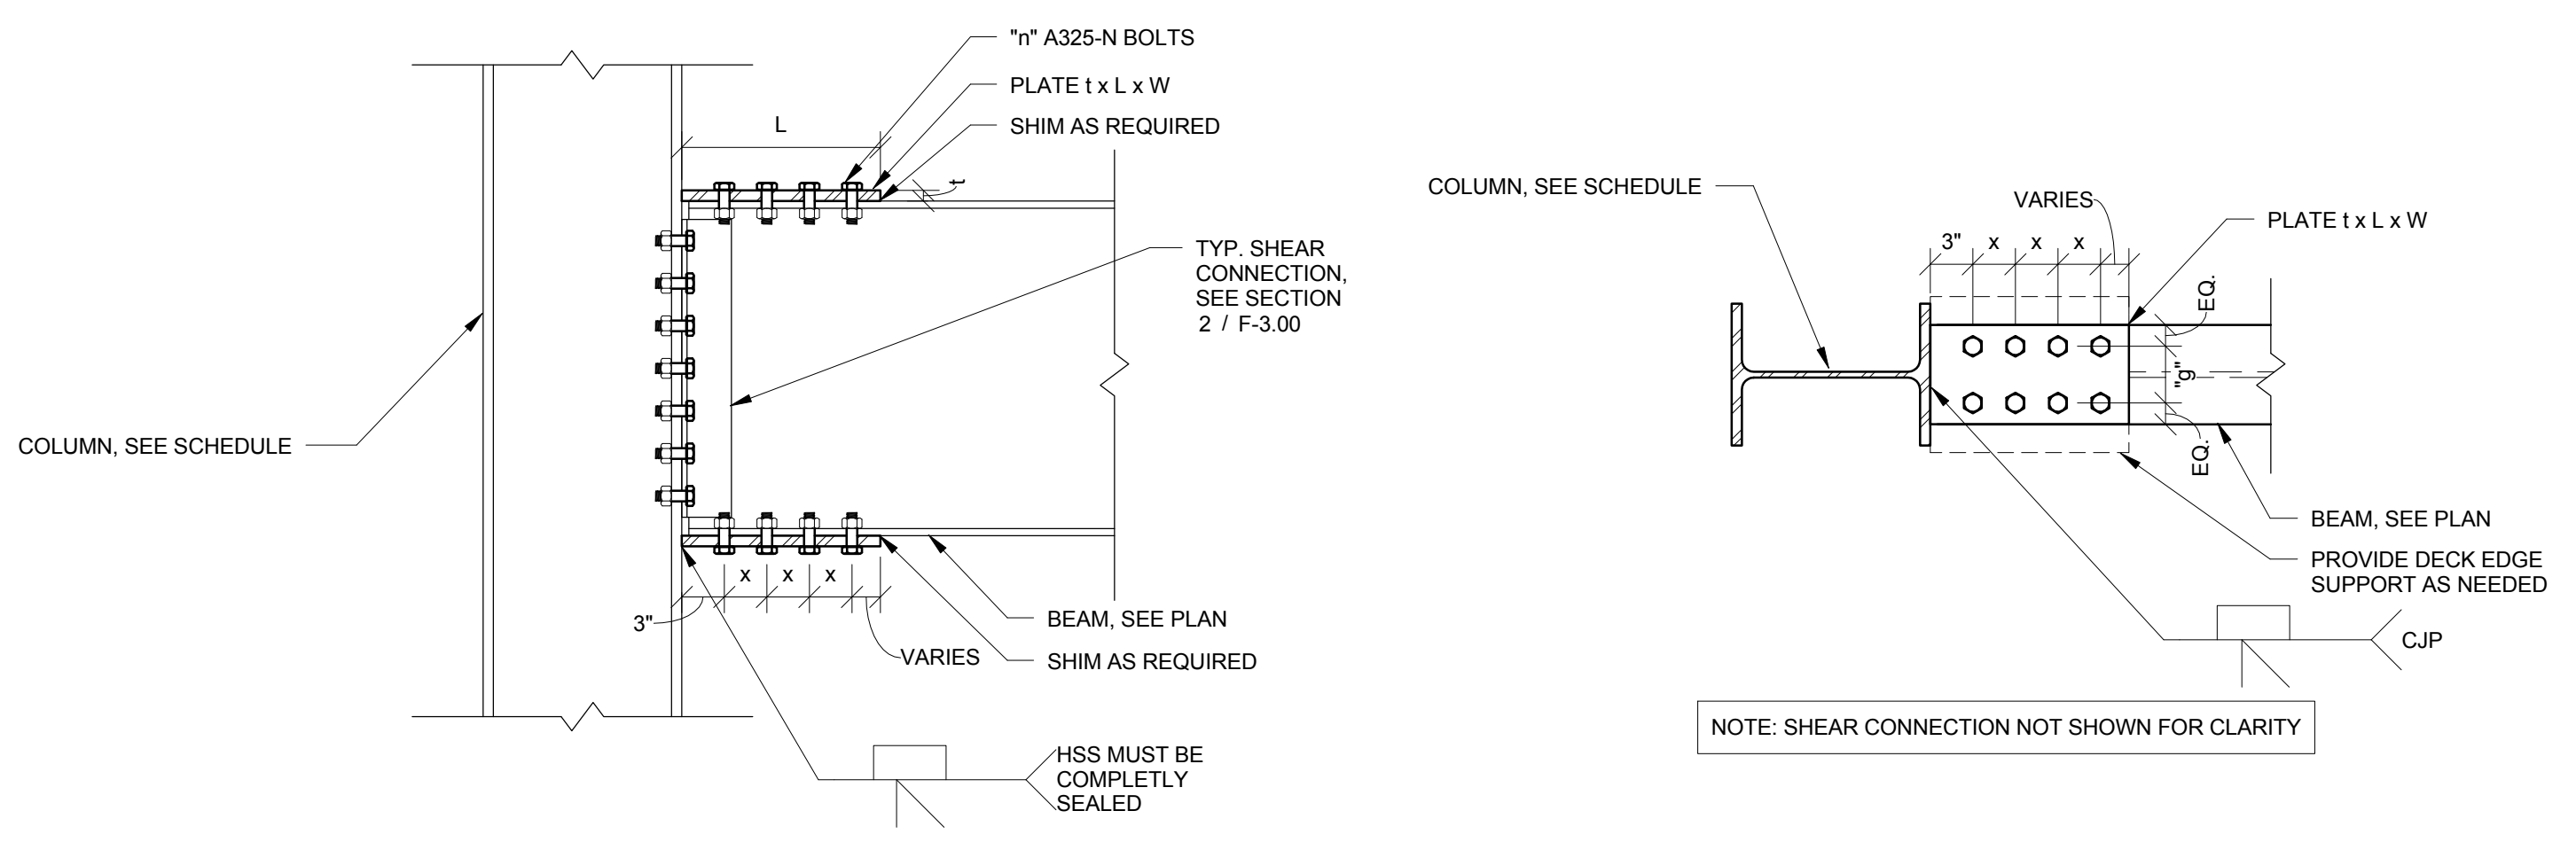 "n" A325-N BOLTS
PLATE t x L x W
SHIM AS REQUIRED
L
t
TYP. SHEAR
CONNECTION,
SEE SECTION
2 / F-3.00
COLUMN, SEE SCHEDULE
x x x
3"
VARIES
BEAM, SEE PLAN
SHIM AS REQUIRED
HSS MUST BE
COMPLETLY
SEALED
COLUMN, SEE SCHEDULE
VARIES
PLATE t x L x W
3" x x x
EQ.
"g"
EQ.
BEAM, SEE PLAN
PROVIDE DECK EDGE
SUPPORT AS NEEDED
CJP
NOTE: SHEAR CONNECTION NOT SHOWN FOR CLARITY